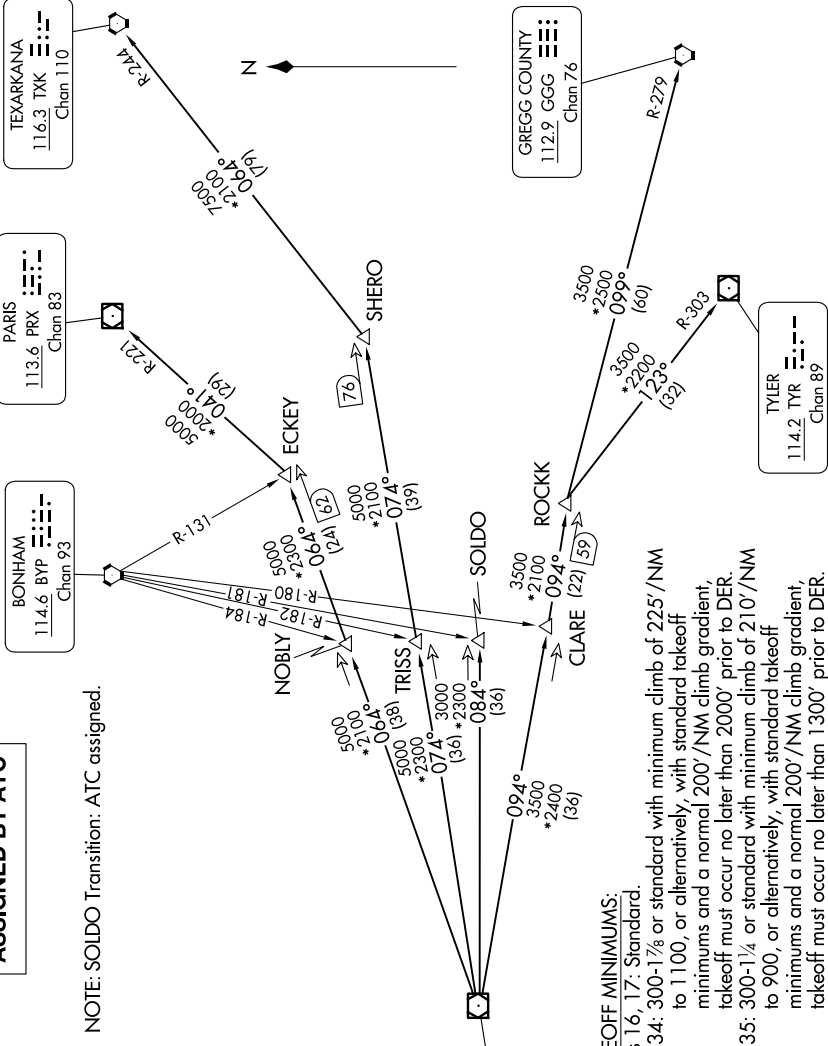 ASSIGNED BY ATC
NOTE: SOLDO Transition: ATC assigned.
BONHAM
114.6 BYP
Chan 93
PARIS
113.6 PRX
Chan 83
TEXARKANA
116.3 TXK
Chan 110
GREGG COUNTY
112.9 GGG
Chan 76
TYLER
114.2 TYR
Chan 89
N
R-244
7500
*2100
064°
(79)
R-221
5000
*2000
041°
(29)
R-131
R-184
R-182
R-181
R-180
NOBLY
ECKEY
SHERO
TRISS
SOLDO
CLARE
ROCKK
5000
*2300
064°
(24)
62
76
5000
*2100
074°
(39)
5000
*2100
064°
(38)
5000
*2300
074°
(36)
3000
*2300
084°
(36)
094°
3500
*2400
(36)
3500
*2100
094°
(22)
59
3500
*2500
099°
(60)
R-279
3500
*2200
123°
(32)
R-303
EOFF MINIMUMS:
s 16, 17: Standard.
34: 300-1⅞ or standard with minimum climb of 225'/NM
to 1100, or alternatively, with standard takeoff
minimums and a normal 200'/NM climb gradient,
takeoff must occur no later than 2000' prior to DER.
35: 300-1¼ or standard with minimum climb of 210'/NM
to 900, or alternatively, with standard takeoff
minimums and a normal 200'/NM climb gradient,
takeoff must occur no later than 1300' prior to DER.